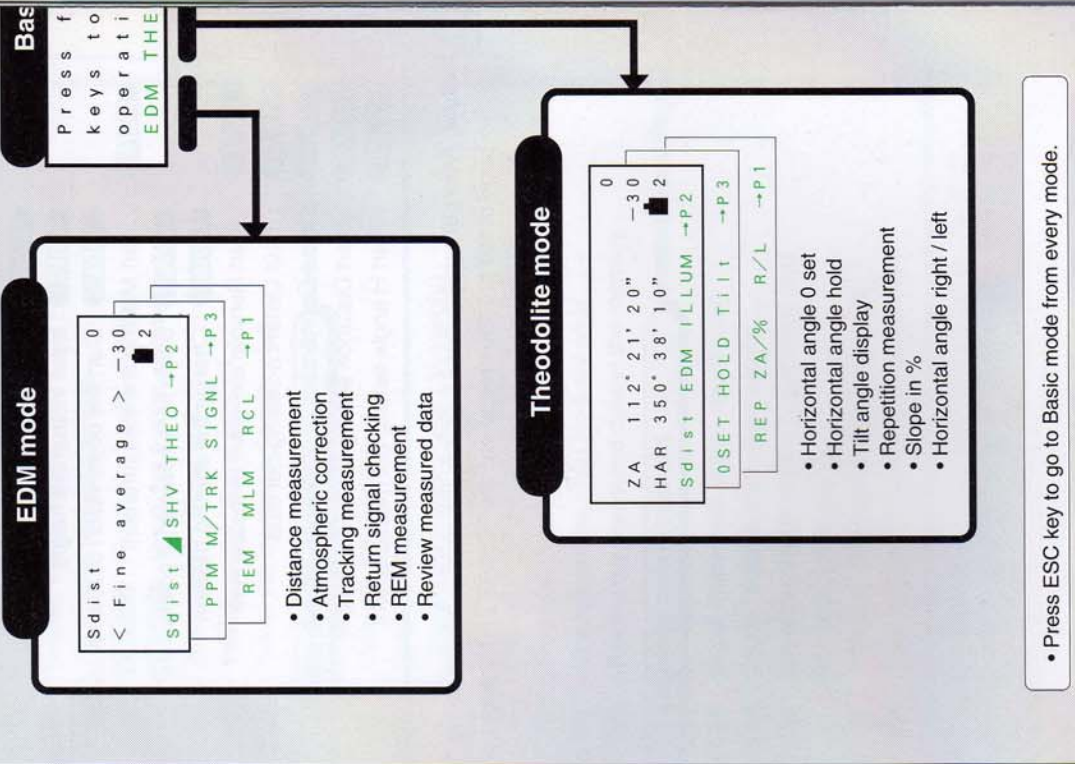 Bas
Press f
keys to
operati
EDM THE
EDM mode
Sdist 0
< Fine average > −30
2
Sdist ◢SHV THEO →P2
PPM M/TRK SIGNL →P3
REM MLM RCL →P1
• Distance measurement
• Atmospheric correction
• Tracking measurement
• Return signal checking
• REM measurement
• Review measured data
Theodolite mode
0
ZA 112° 21' 20" −30
HAR 350° 38' 10" 2
Sdist EDM ILLUM →P2
0SET HOLD Tilt →P3
REP ZA/% R/L →P1
• Horizontal angle 0 set
• Horizontal angle hold
• Tilt angle display
• Repetition measurement
• Slope in %
• Horizontal angle right / left
• Press ESC key to go to Basic mode from every mode.